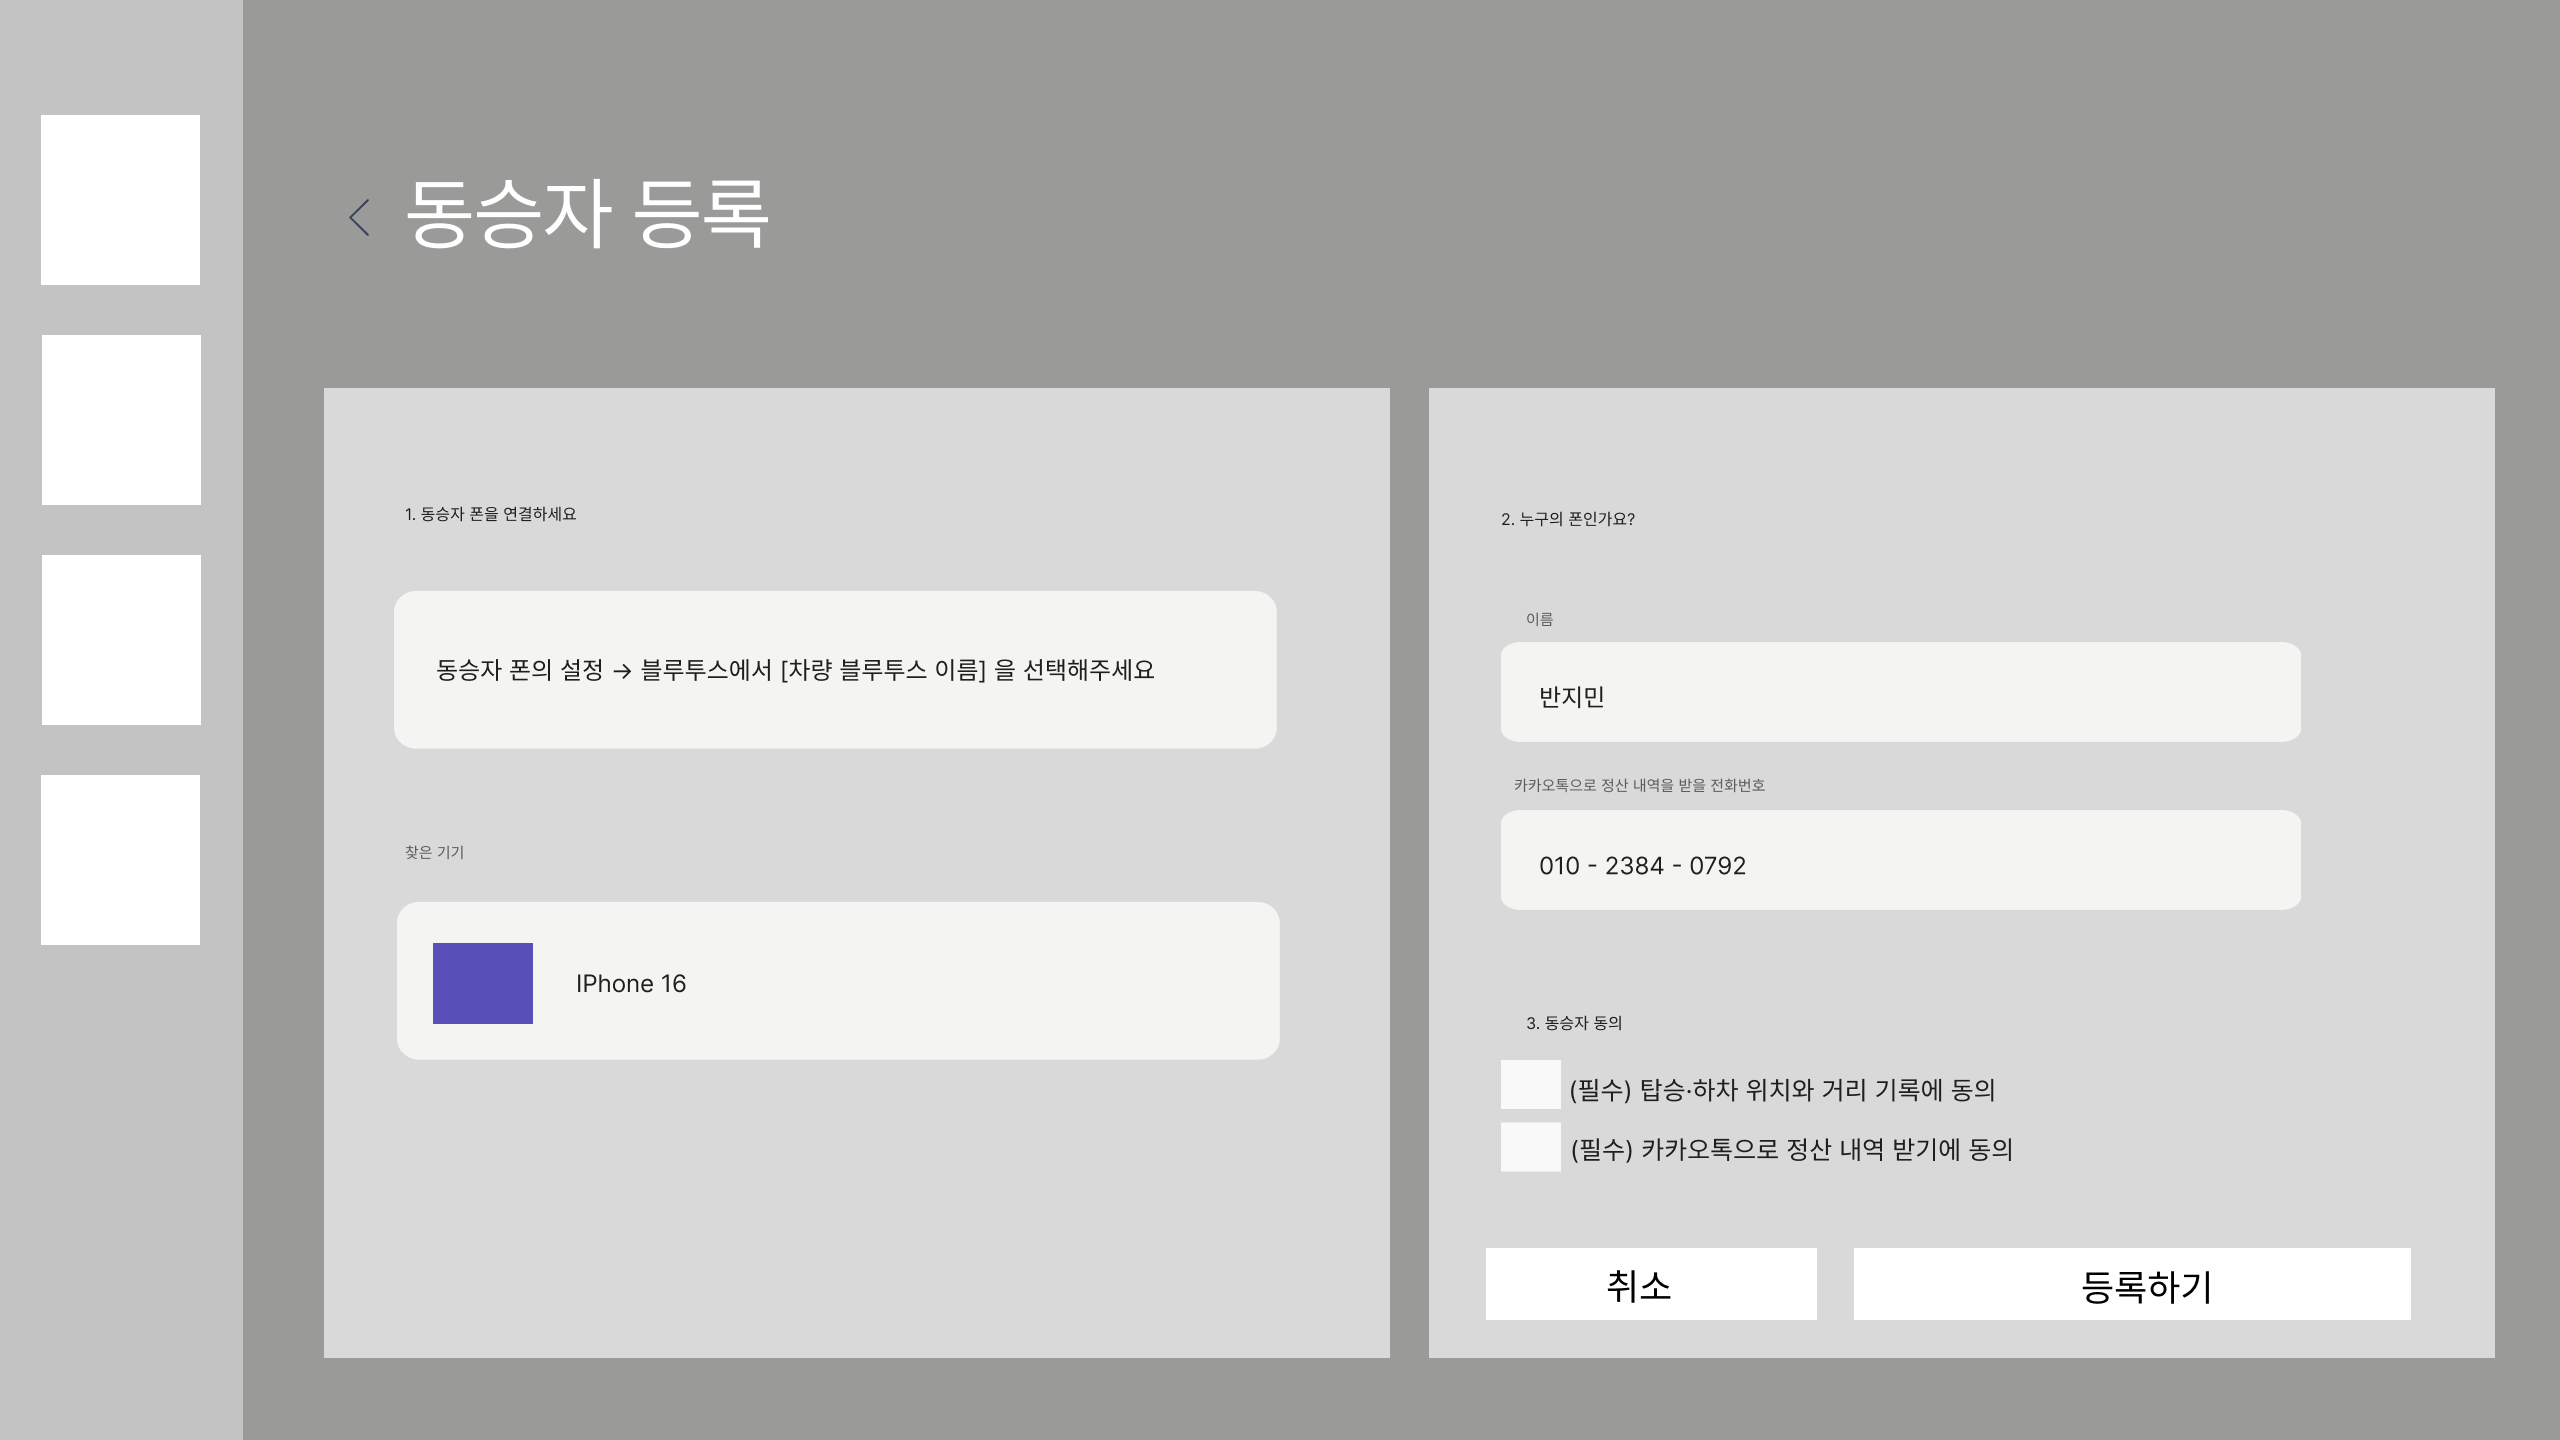 동승자 등록
1. 동승자 폰을 연결하세요
동승자 폰의 설정 → 블루투스에서 [차량 블루투스 이름] 을 선택해주세요
찾은 기기
IPhone 16
2. 누구의 폰인가요?
이름
반지민
카카오톡으로 정산 내역을 받을 전화번호
010 - 2384 - 0792
3. 동승자 동의
(필수) 탑승·하차 위치와 거리 기록에 동의
(필수) 카카오톡으로 정산 내역 받기에 동의
취소
등록하기